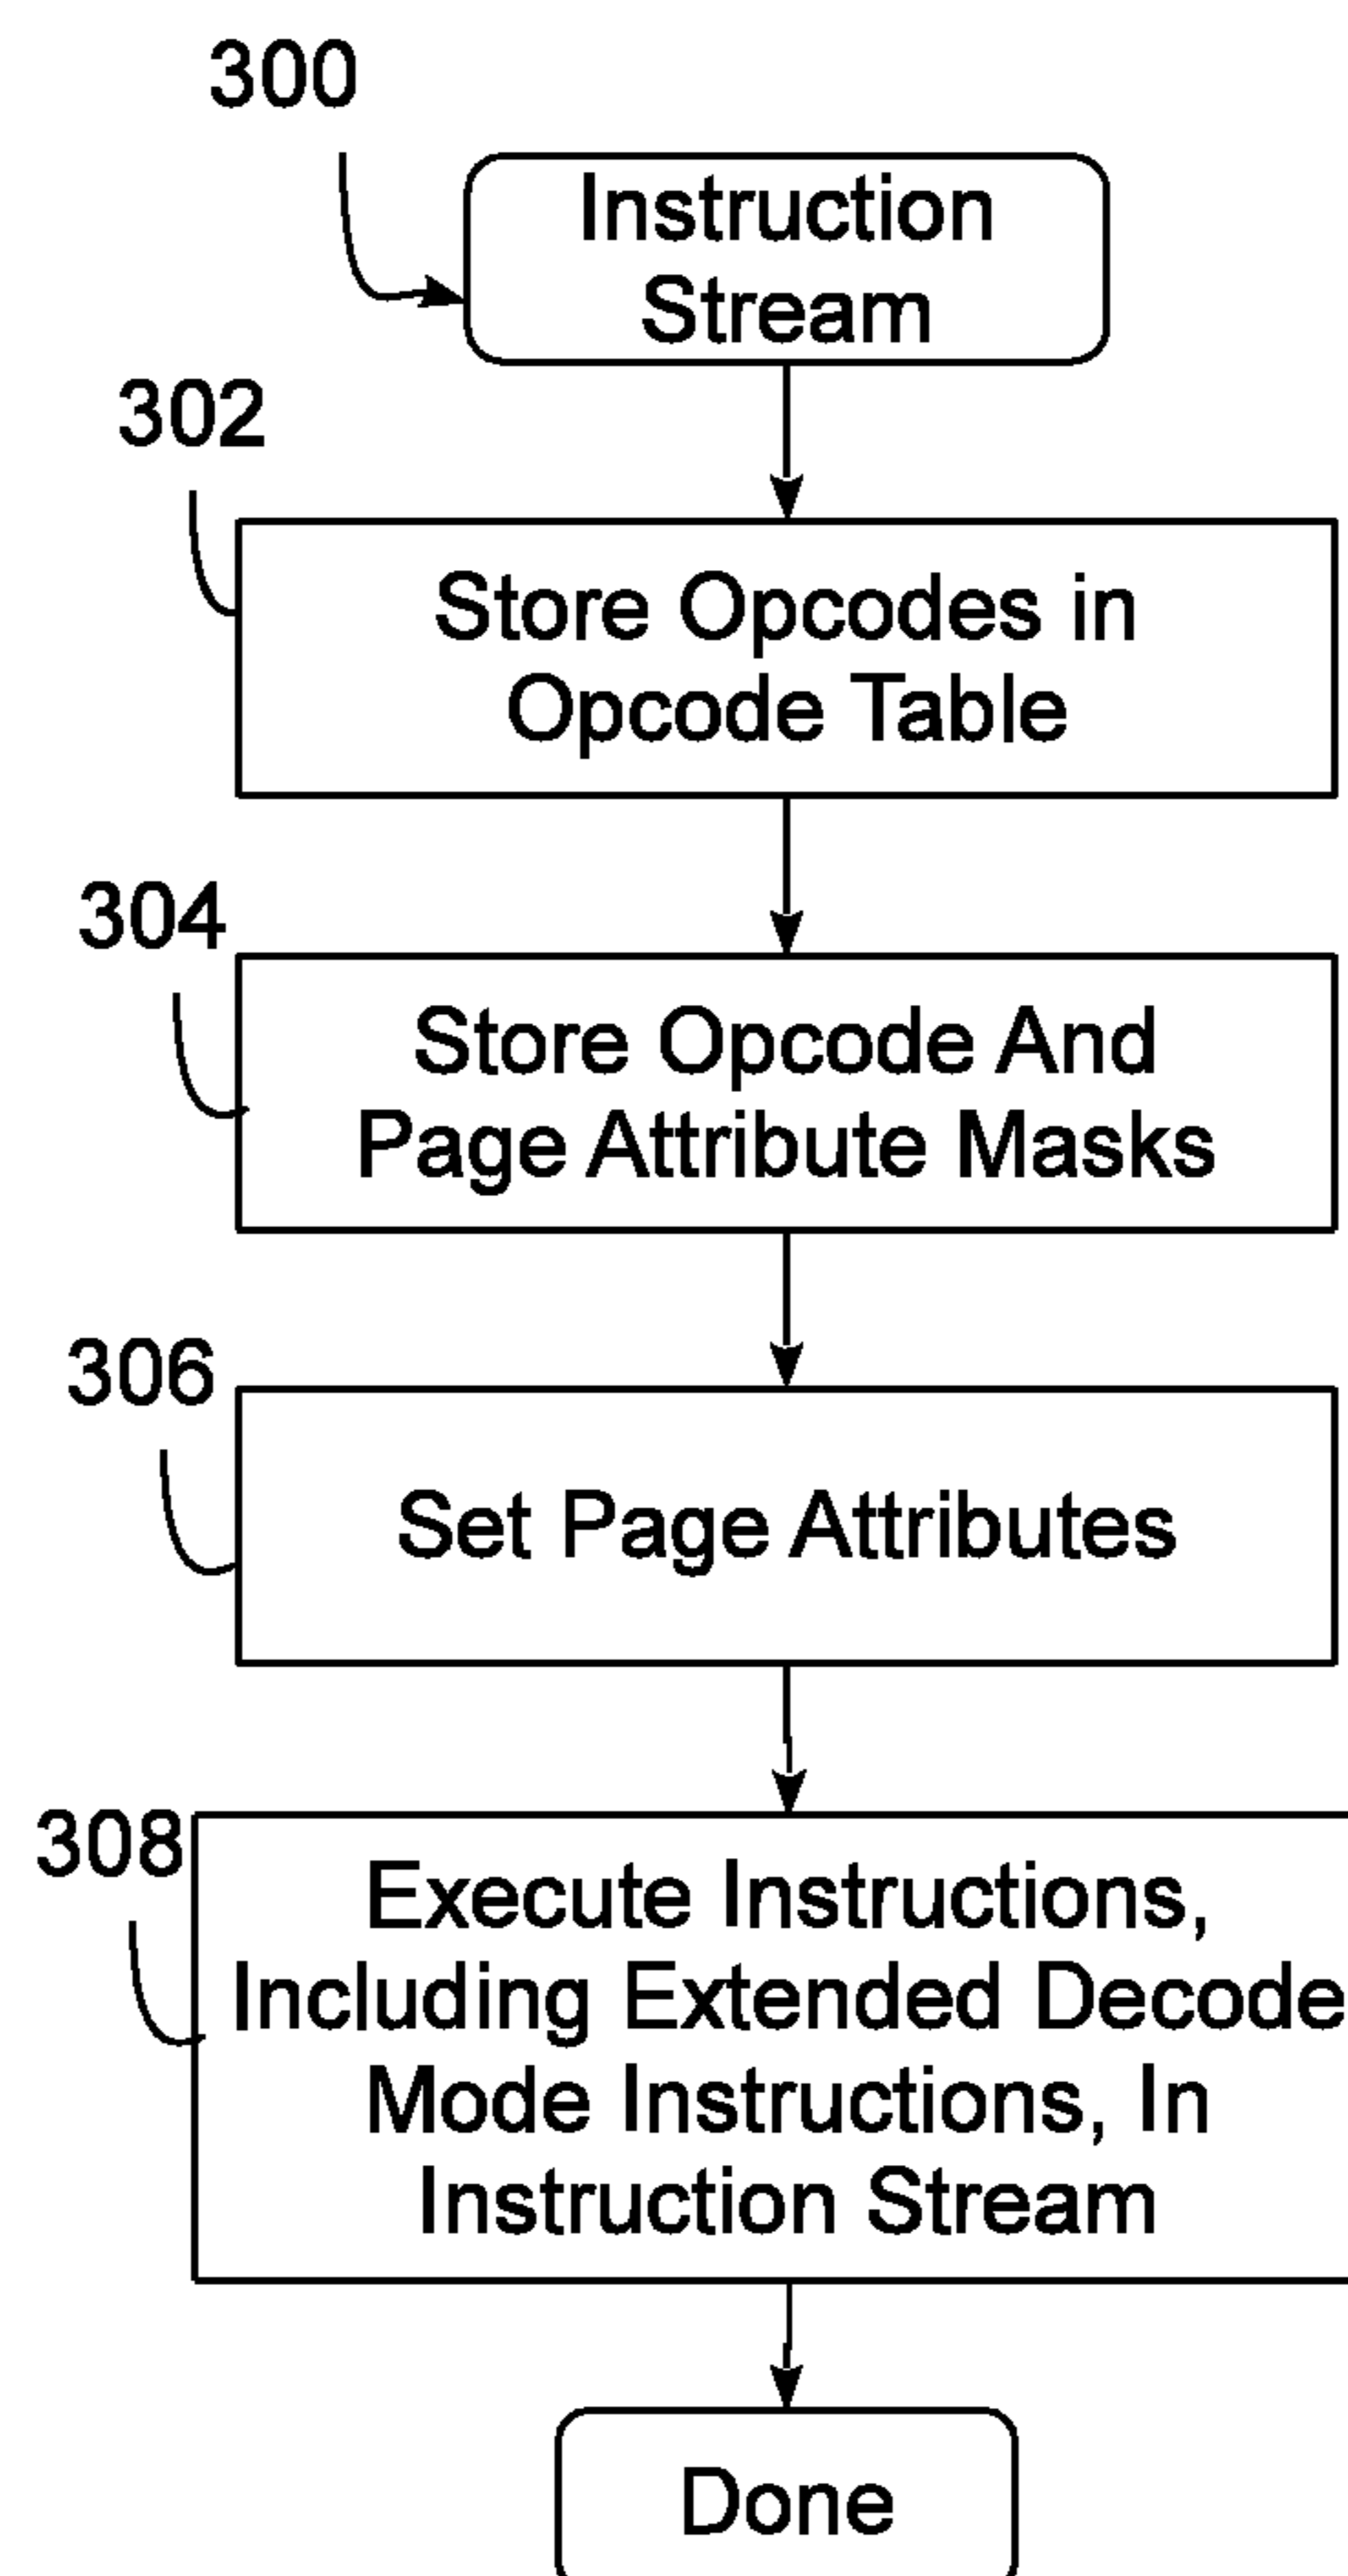 300
Instruction
Stream
302
Store Opcodes in
Opcode Table
304
Store Opcode And
Page Attribute Masks
306
Set Page Attributes
308
Execute Instructions,
Including Extended Decode
Mode Instructions, In
Instruction Stream
Done